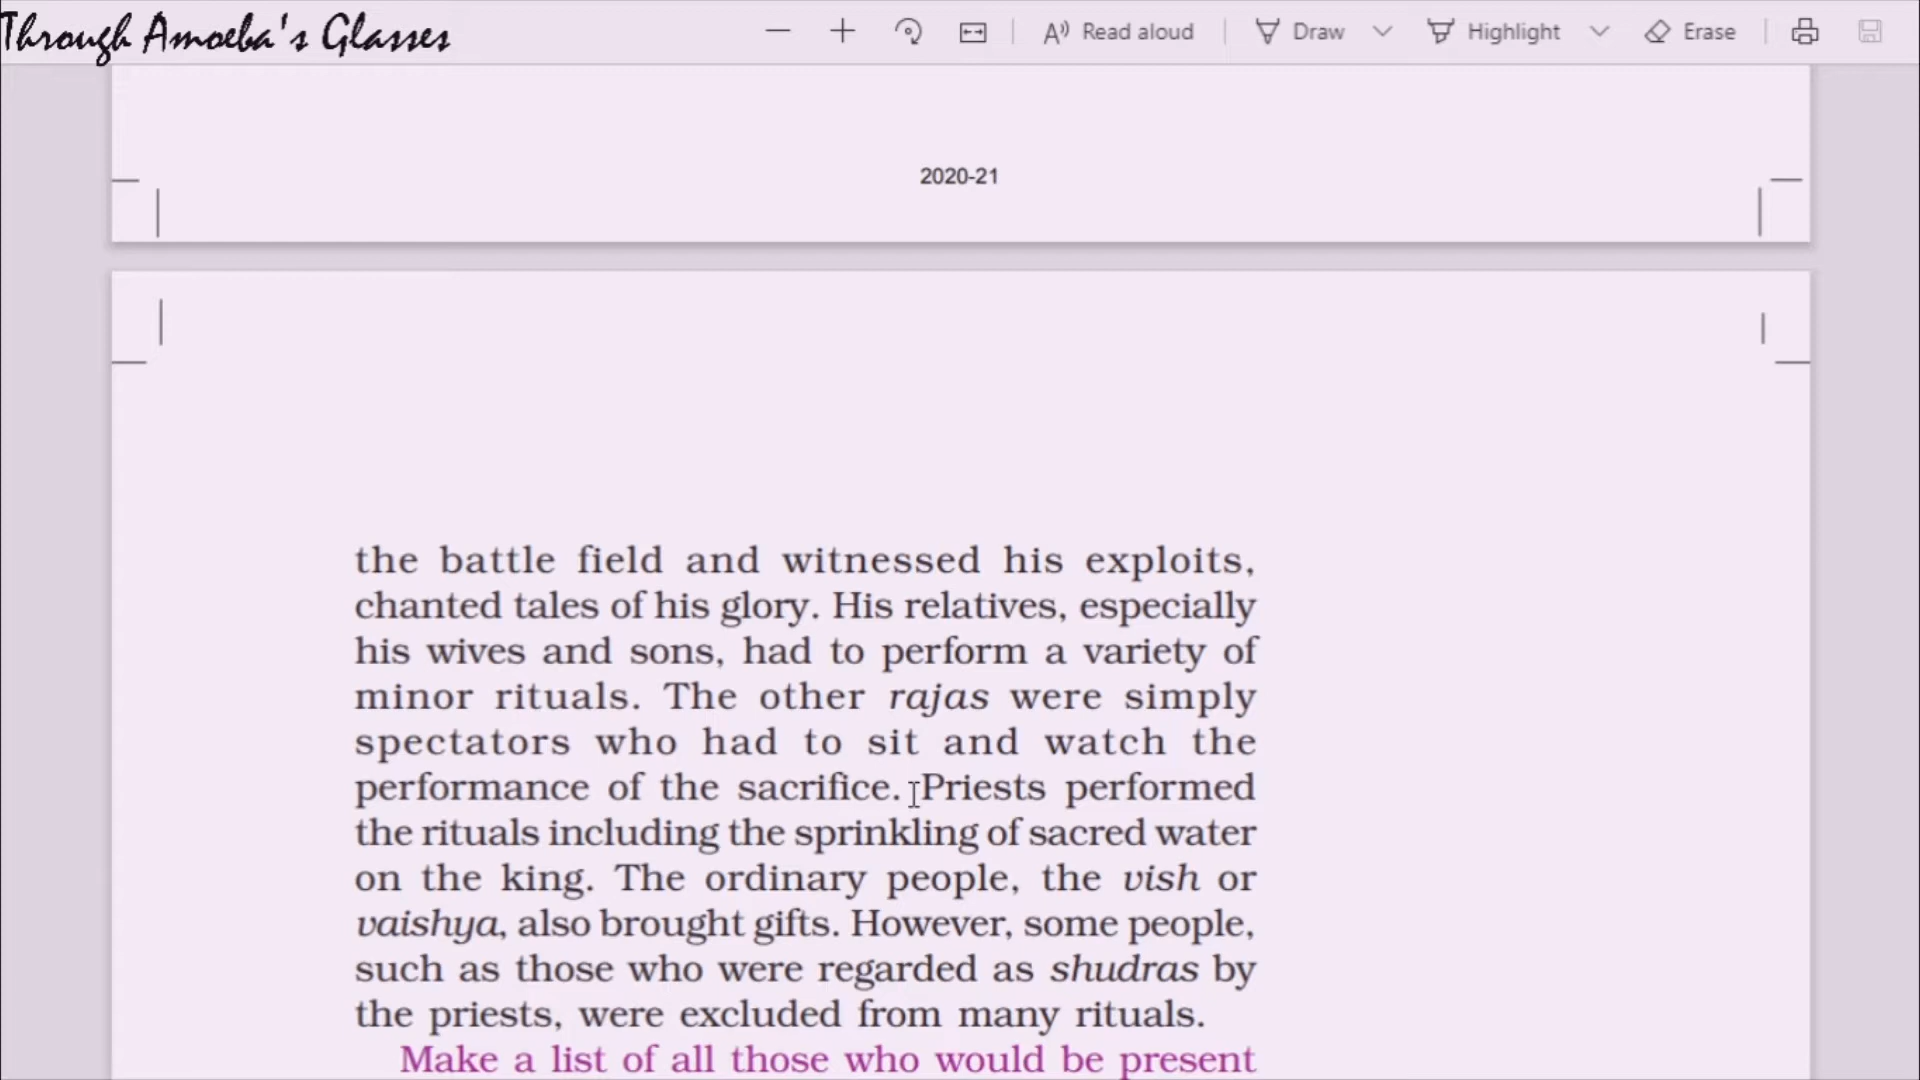 Through Amoeba's Glasses
Read aloud
Draw
Highlight
Erase
2020-21
the battle field and witnessed his exploits,
chanted tales of his glory. His relatives, especially
his wives and sons, had to perform a variety of
minor rituals. The other rajas were simply
spectators who had to sit and watch the
performance of the sacrifice. Priests performed
the rituals including the sprinkling of sacred water
on the king. The ordinary people, the vish or
vaishya, also brought gifts. However, some people,
such as those who were regarded as shudras by
the priests, were excluded from many rituals.
Make a list of all those who would be present